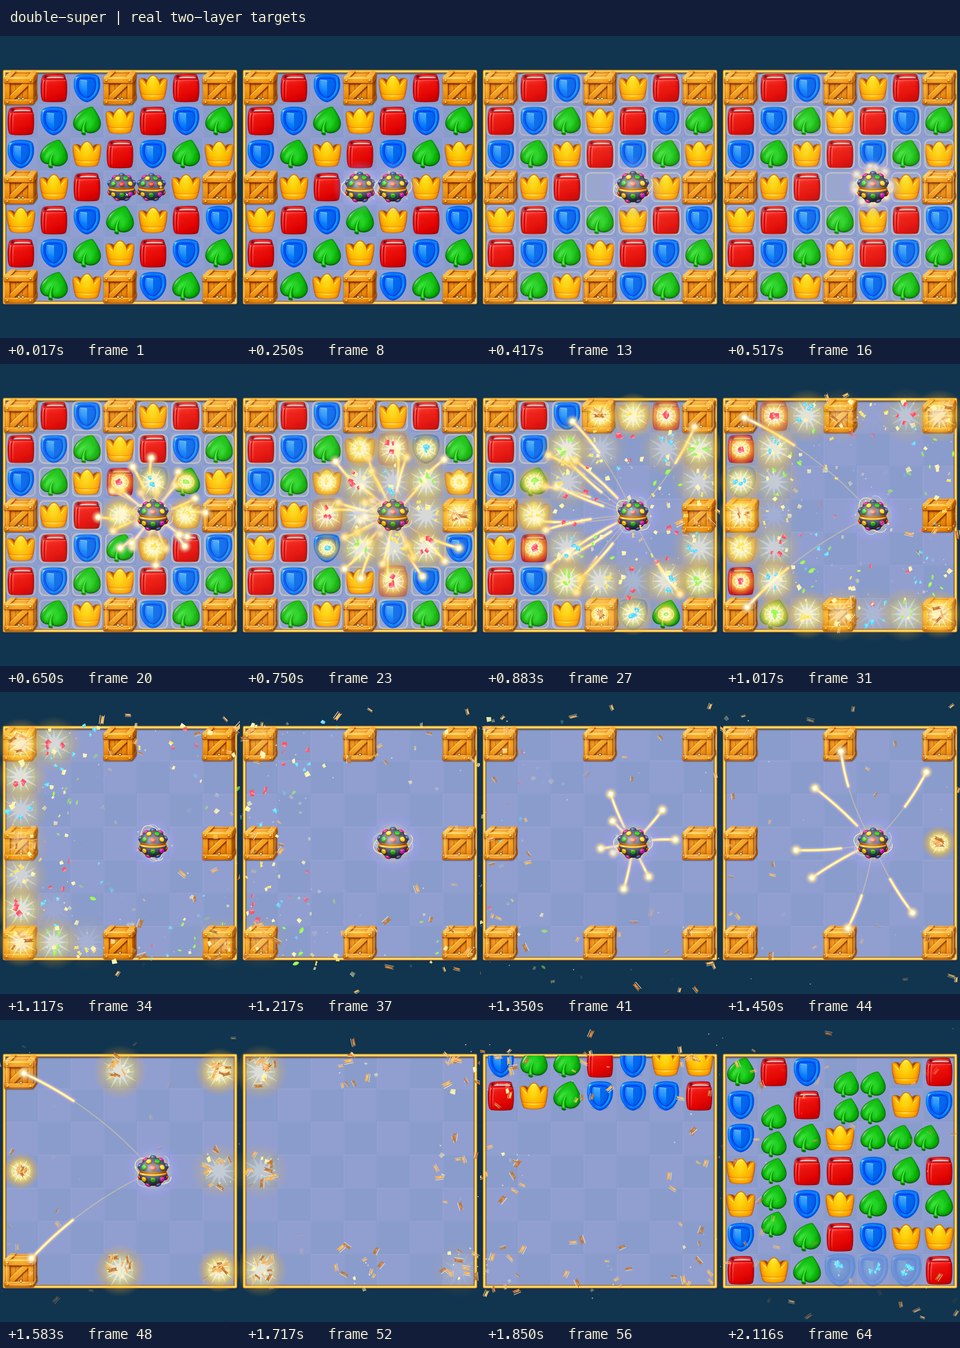 double-super | real two-layer targets
+0.017s frame 1
+0.250s frame 8
+0.417s frame 13
+0.517s frame 16
+0.650s frame 20
+0.750s frame 23
+0.883s frame 27
+1.017s frame 31
+1.117s frame 34
+1.217s frame 37
+1.350s frame 41
+1.450s frame 44
+1.583s frame 48
+1.717s frame 52
+1.850s frame 56
+2.116s frame 64